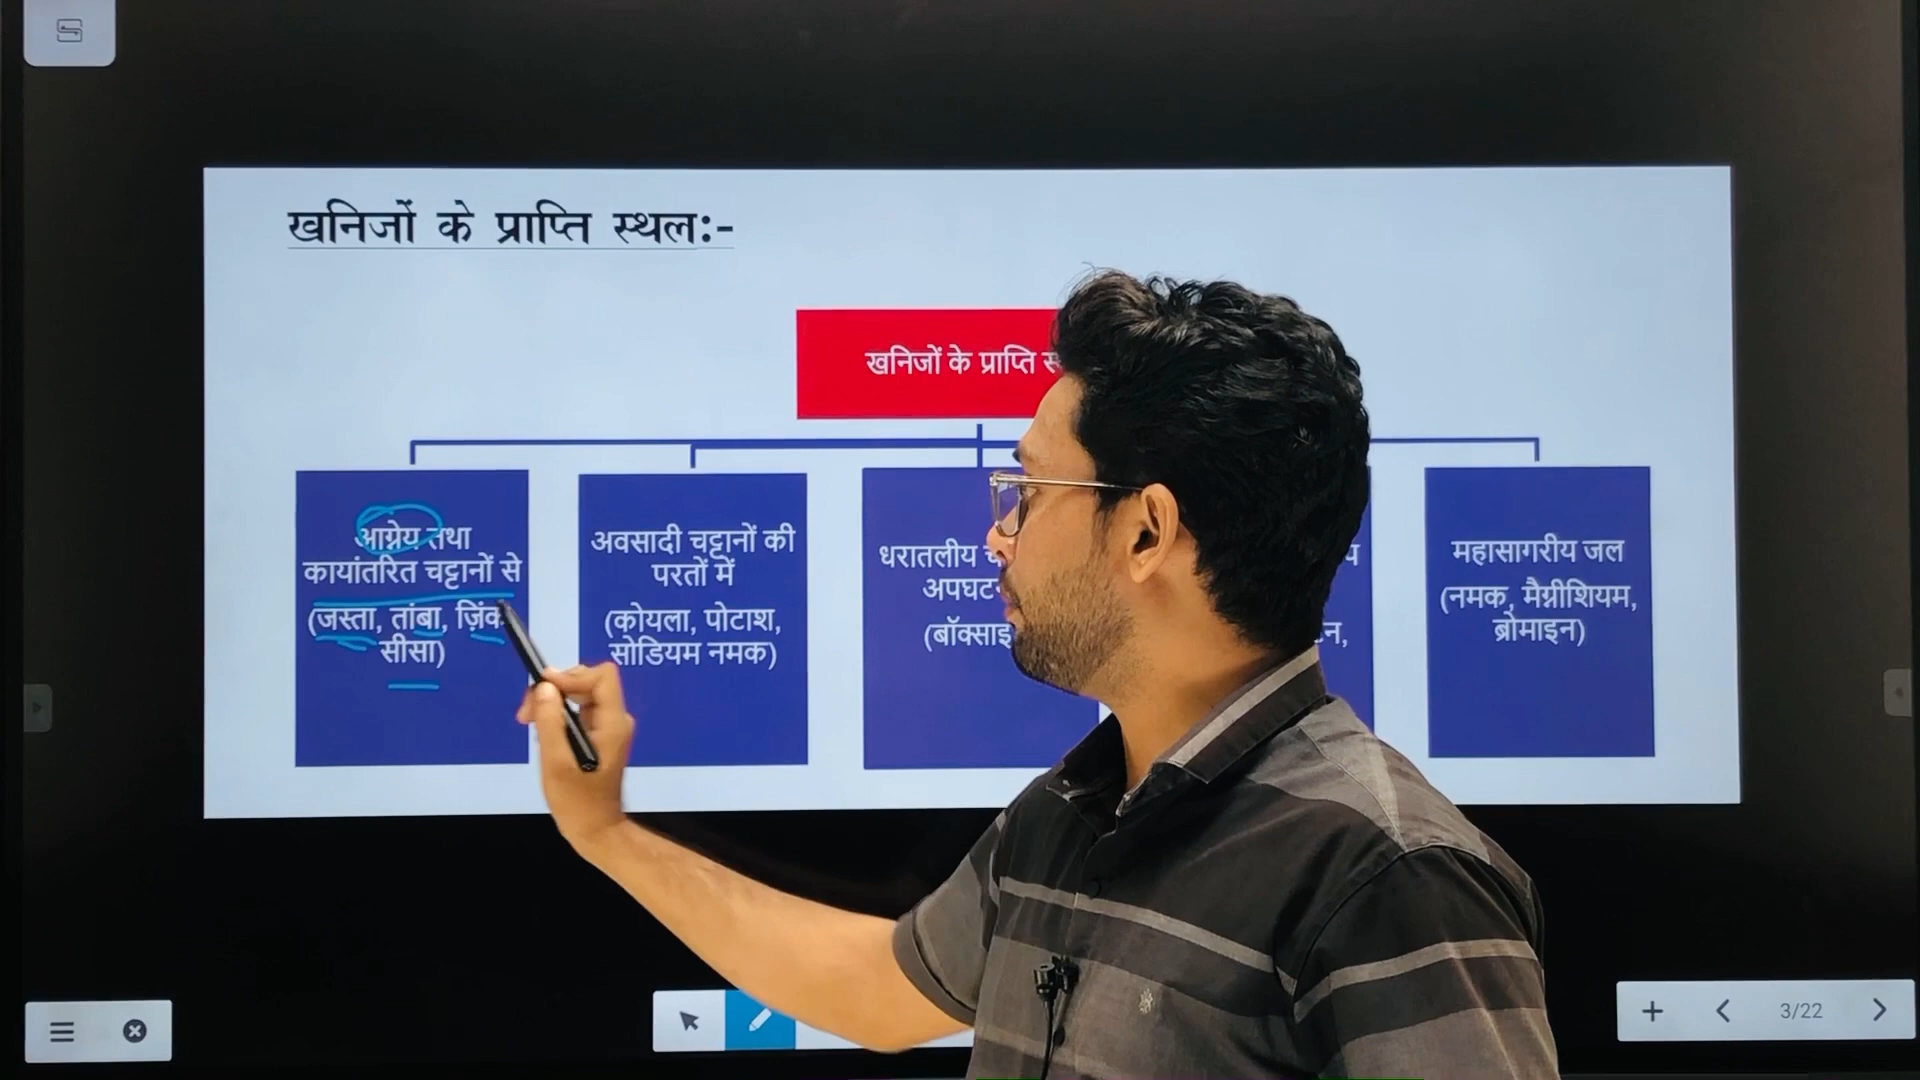 खनिजों के प्राप्ति स्थलः-
खनिजों के प्राप्ति
आग्नेय तथा
कायांतरित चट्टानों से
(जस्ता, तांबा, ज़िंक
सीसा)
अवसादी चट्टानों की
परतों में
(कोयला, पोटाश,
सोडियम नमक)
धरातलीय
महासागरीय जल
(नमक, मैग्नीशियम,
ब्रोमाइन)
3/22